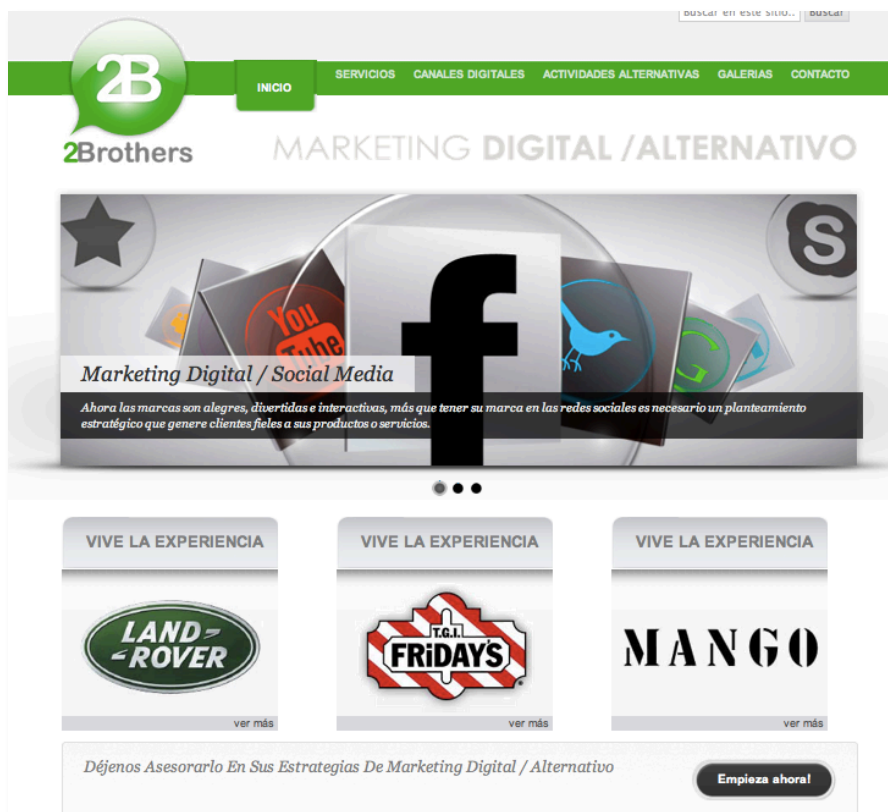 Buscar en este sitio.. Buscar
2B
2Brothers
INICIO
SERVICIOS CANALES DIGITALES ACTIVIDADES ALTERNATIVAS GALERIAS CONTACTO
MARKETING DIGITAL /ALTERNATIVO
S
You
Tube
f
G
Marketing Digital / Social Media
Ahora las marcas son alegres, divertidas e interactivas, más que tener su marca en las redes sociales es necesario un planteamiento
estratégico que genere clientes fieles a sus productos o servicios.
VIVE LA EXPERIENCIA
LAND-
-ROVER
ver más
VIVE LA EXPERIENCIA
T.G.I.
FRiDAY'S
ver más
VIVE LA EXPERIENCIA
MANGO
ver más
Déjenos Asesorarlo En Sus Estrategias De Marketing Digital / Alternativo
Empieza ahora!